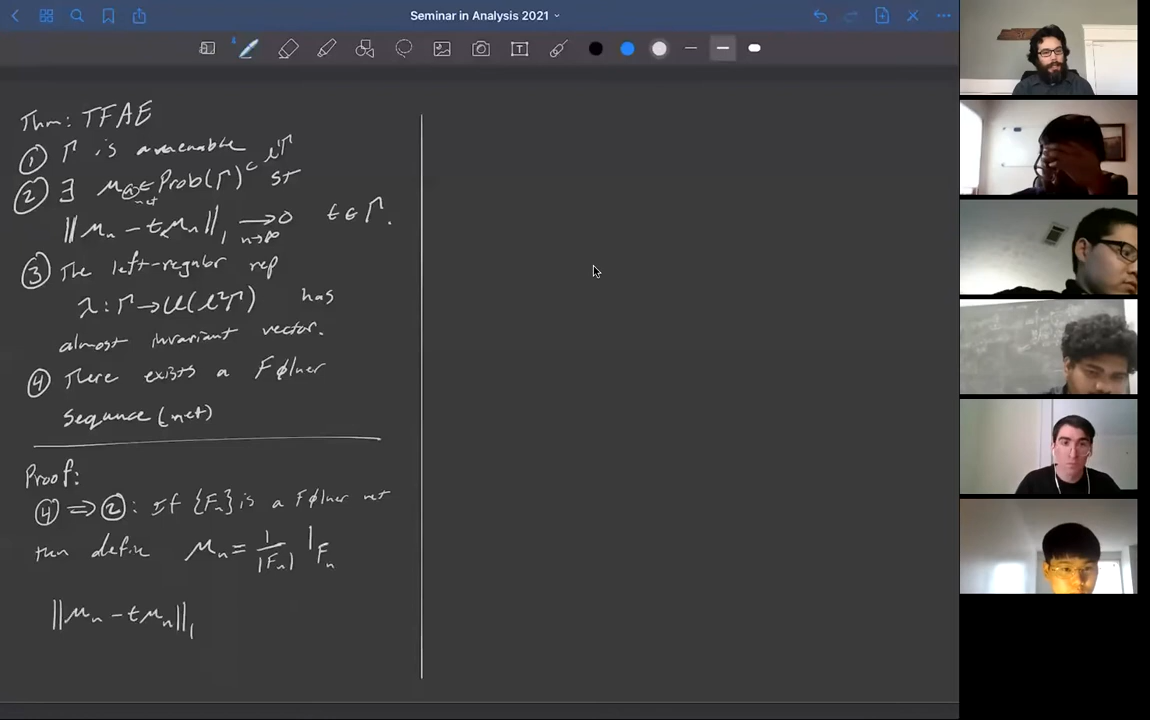 Seminar in Analysis 2021
Thm: TFAE
① Γ is amenable
② ∃ μₙ ∈ Prob(Γ) ⊂ ℓ¹Γ st
net
‖μₙ - tμₙ‖₁ → 0 t ∈ Γ.
n→∞
③ The left-regular rep
λ: Γ → U(ℓ²Γ) has
almost invariant vector.
④ There exists a Følner
sequence (net)
Proof:
④ ⇒ ②: If {Fₙ} is a Følner net
then define μₙ = 1/|Fₙ| 1_Fₙ
‖μₙ - tμₙ‖₁